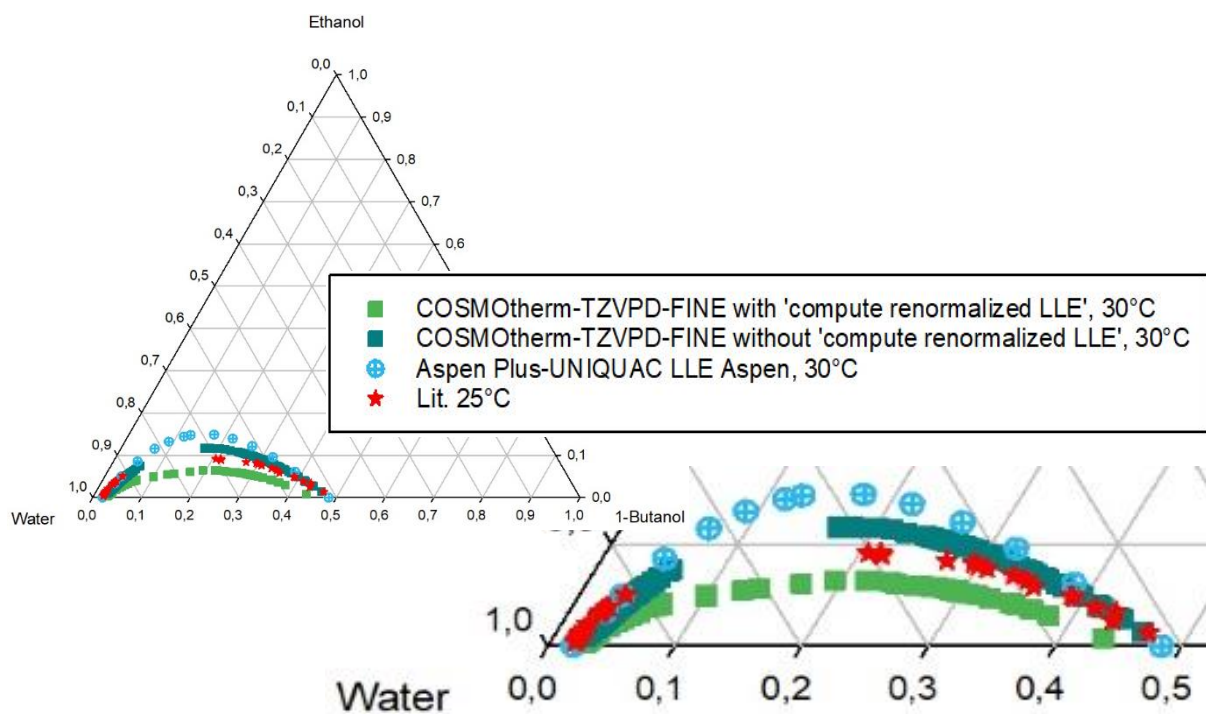 Ethanol
0,0 1,0
0,1 0,9
0,2 0,8
0,3 0,7
0,4 0,6
0,5
0,6
0,7
0,8
0,9 0,1
1,0 0,0
Water 0,0 0,1 0,2 0,3 0,4 0,5 0,6 0,7 0,8 0,9 1,0
1-Butanol
COSMOtherm-TZVPD-FINE with 'compute renormalized LLE', 30°C
COSMOtherm-TZVPD-FINE without 'compute renormalized LLE', 30°C
Aspen Plus-UNIQUAC LLE Aspen, 30°C
Lit. 25°C
1,0
Water 0,0 0,1 0,2 0,3 0,4 0,5